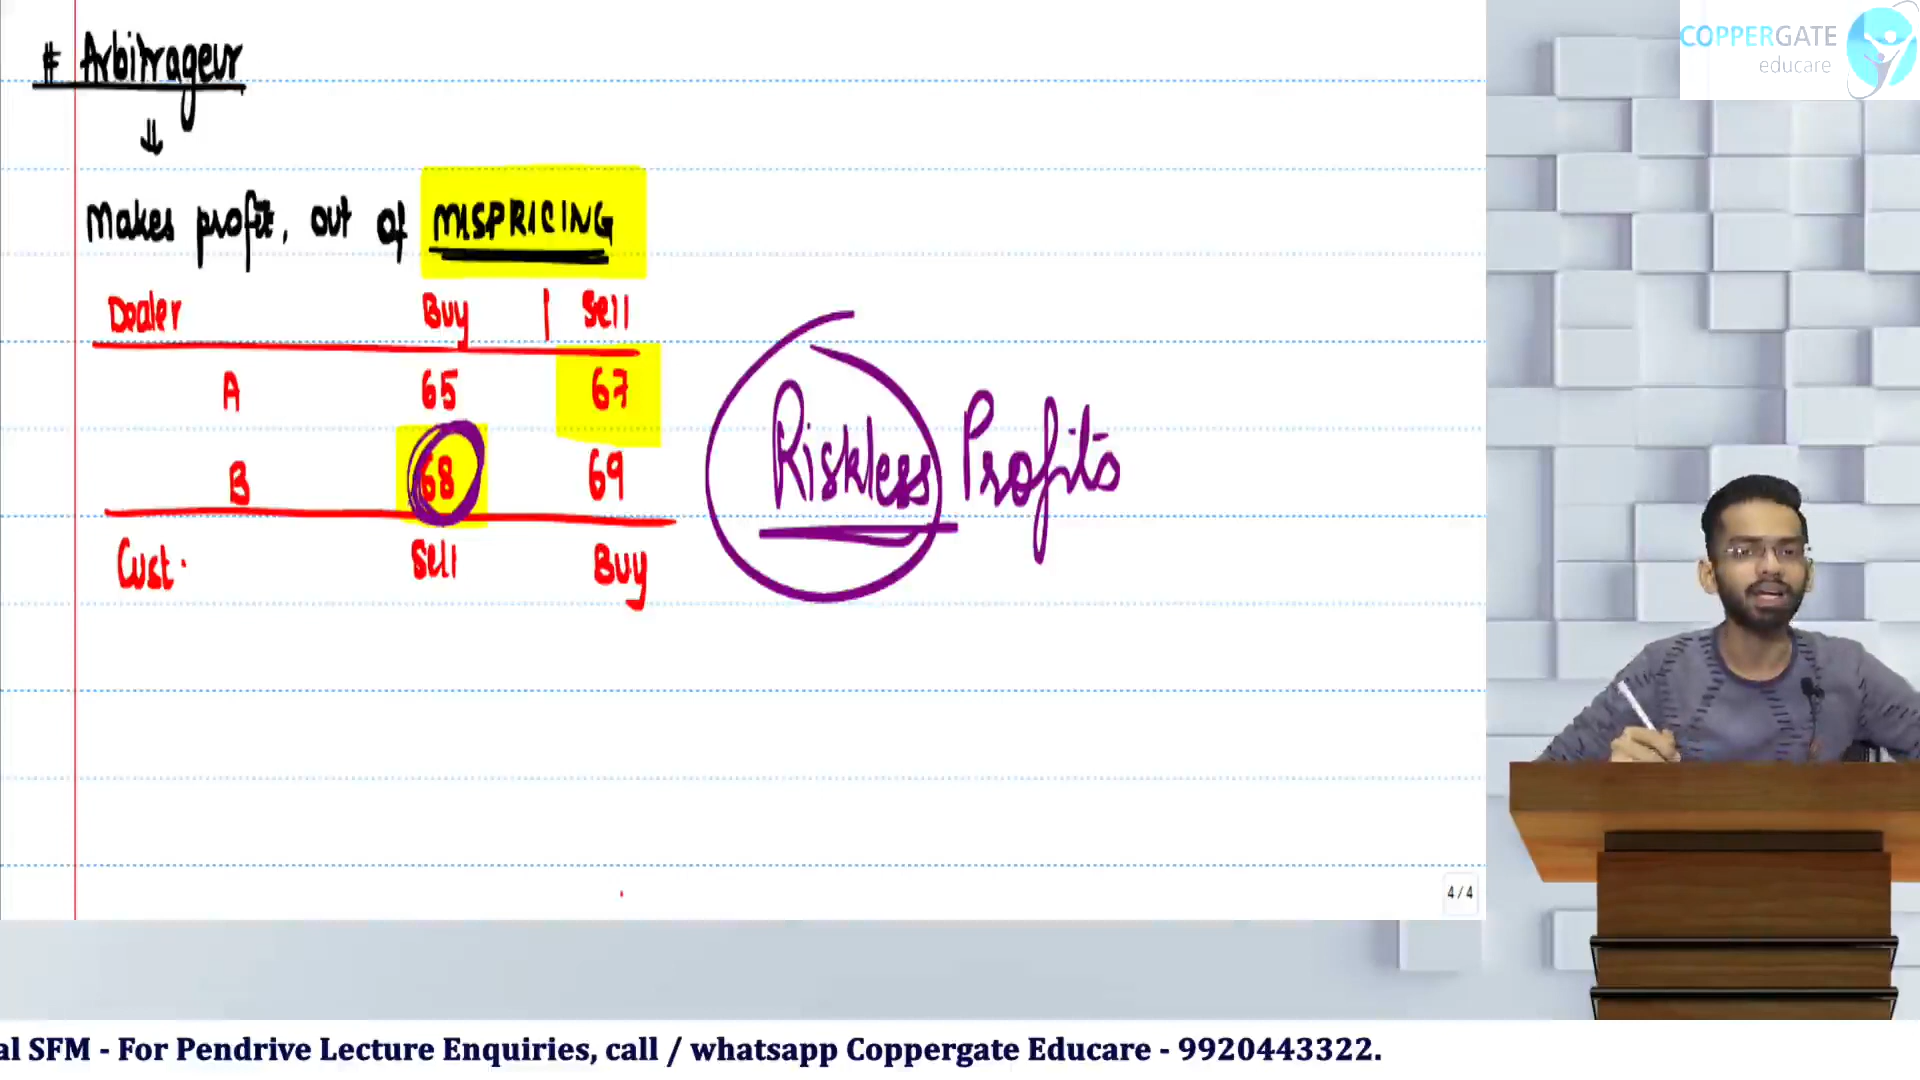 # Arbitrageur
⇓
Makes profit, out of MISPRICING
Dealer Buy | Sell
A 65 67
B 68 69
Cust. Sell Buy
Riskless Profits
4/4
COPPERGATE
educare
al SFM - For Pendrive Lecture Enquiries, call / whatsapp Coppergate Educare - 9920443322.